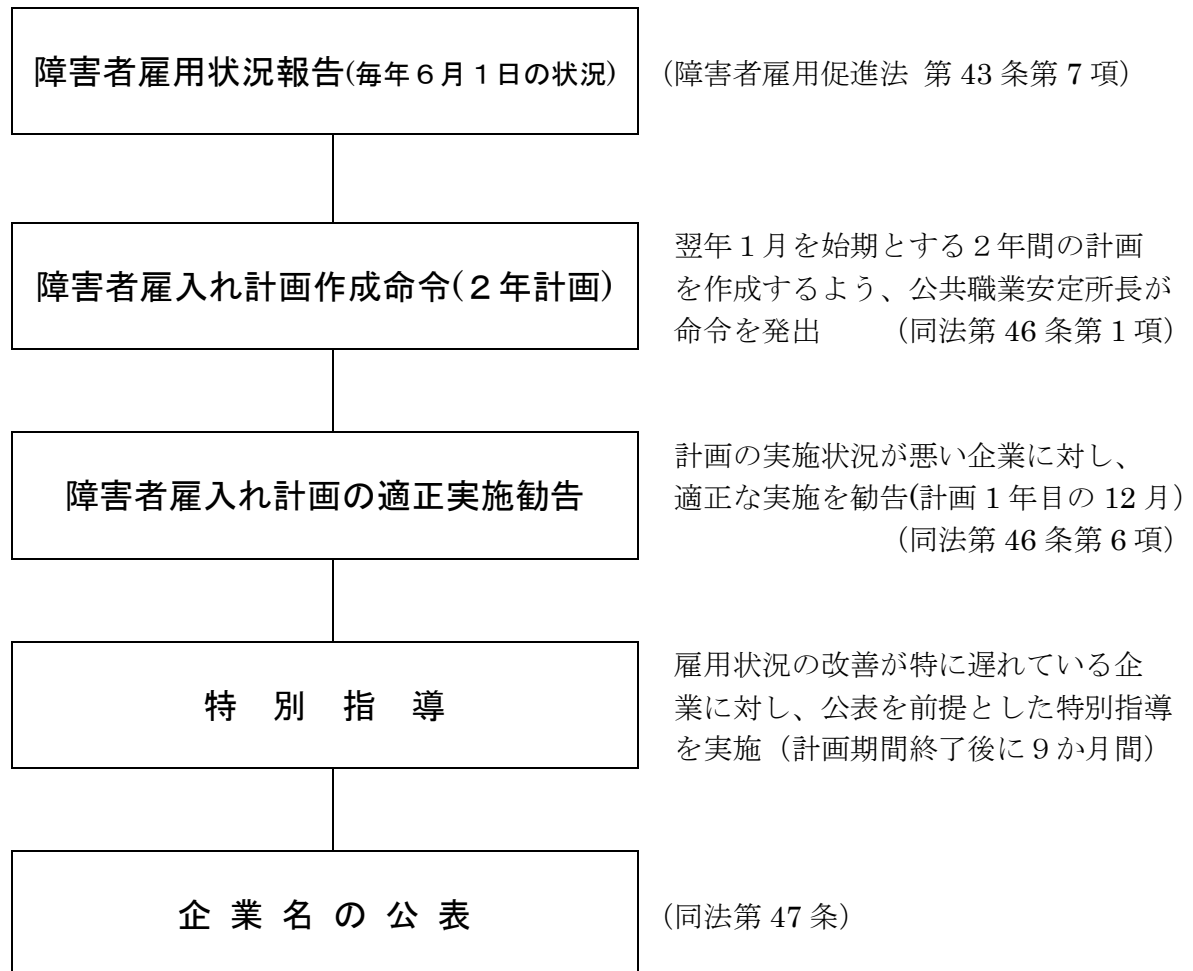 障害者雇用状況報告(毎年６月１日の状況)
（障害者雇用促進法 第 43 条第 7 項）
障害者雇入れ計画作成命令(２年計画)
翌年１月を始期とする２年間の計画
を作成するよう、公共職業安定所長が
命令を発出　　（同法第 46 条第 1 項）
障害者雇入れ計画の適正実施勧告
計画の実施状況が悪い企業に対し、
適正な実施を勧告(計画 1 年目の 12 月)
（同法第 46 条第 6 項）
特　別　指　導
雇用状況の改善が特に遅れている企
業に対し、公表を前提とした特別指導
を実施（計画期間終了後に９か月間）
企 業 名 の 公 表
（同法第 47 条）